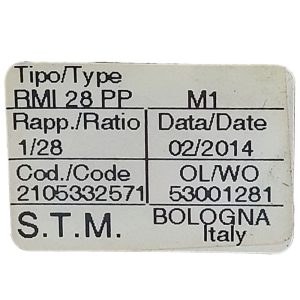 Tipo/Type
RMI 28 PP M1
Rapp./Ratio Data/Date
1/28 02/2014
Cod./Code OL/WO
2105332571 53001281
S.T.M. BOLOGNA
Italy